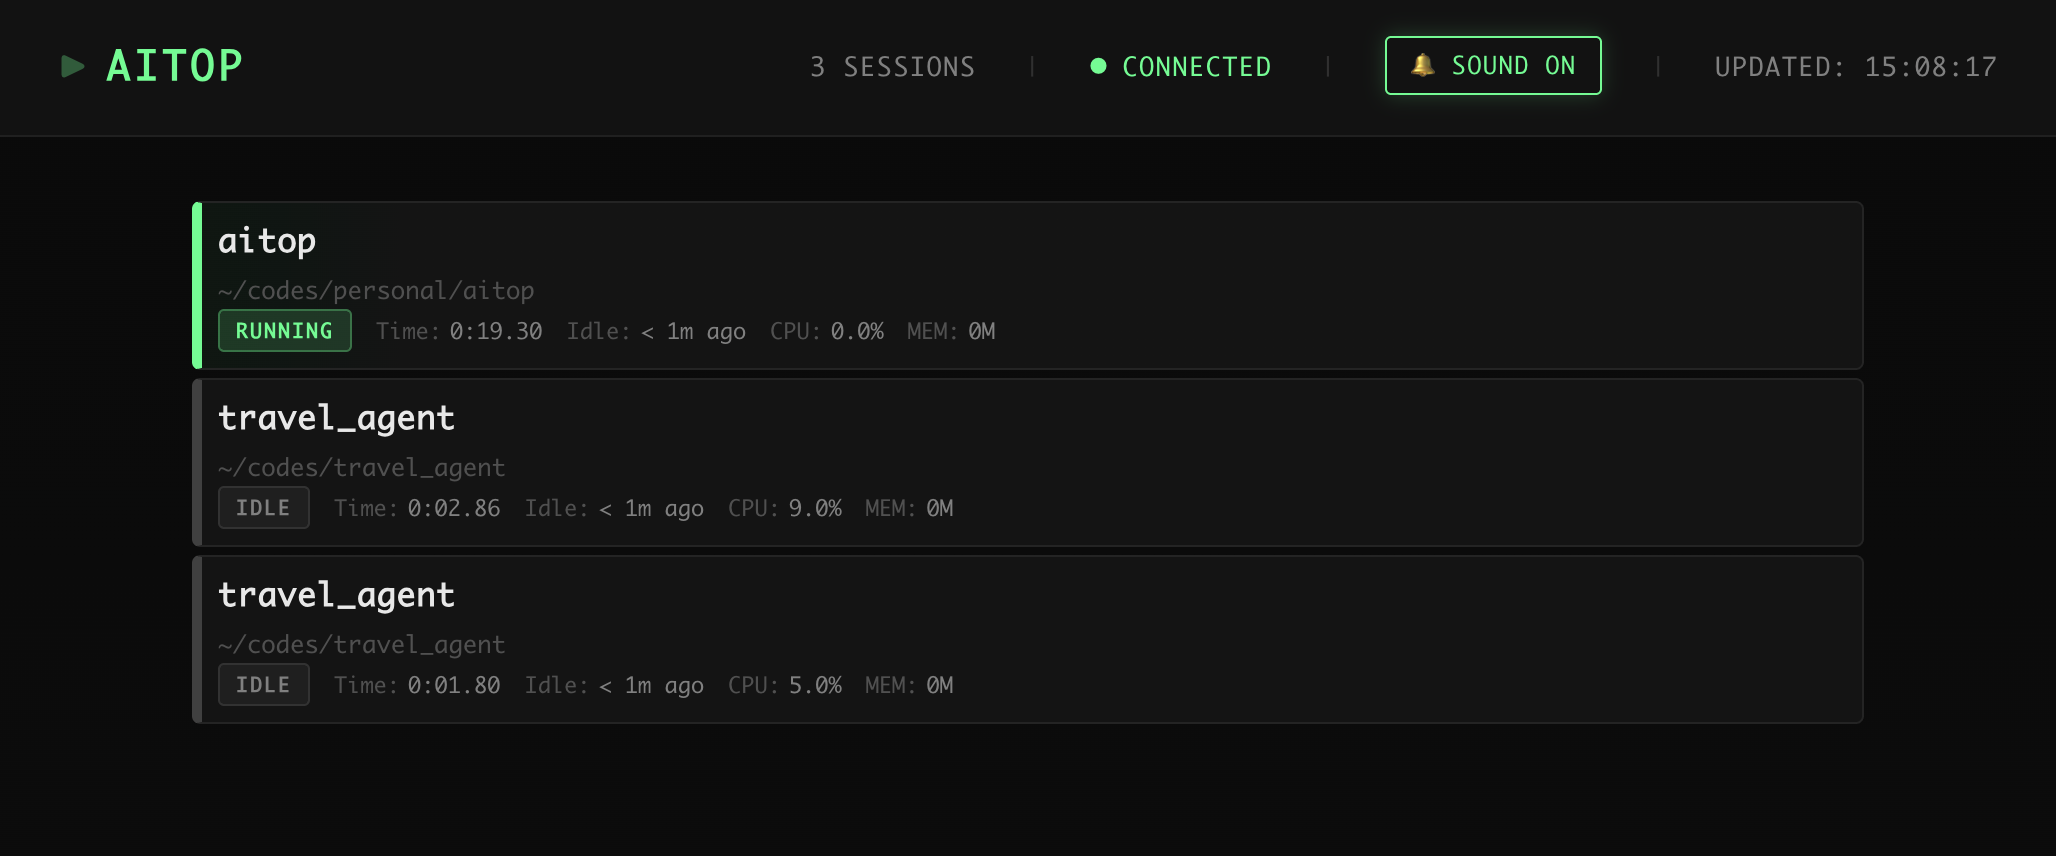 AITOP
3 SESSIONS
CONNECTED
SOUND ON
UPDATED: 15:08:17
aitop
~/codes/personal/aitop
RUNNING Time: 0:19.30 Idle: < 1m ago CPU: 0.0% MEM: 0M
travel_agent
~/codes/travel_agent
IDLE Time: 0:02.86 Idle: < 1m ago CPU: 9.0% MEM: 0M
travel_agent
~/codes/travel_agent
IDLE Time: 0:01.80 Idle: < 1m ago CPU: 5.0% MEM: 0M